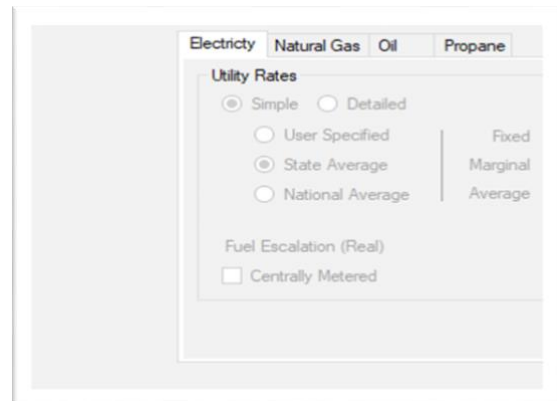 Electricty Natural Gas Oil Propane
Utility Rates
Simple Detailed
User Specified Fixed
State Average Marginal
National Average Average
Fuel Escalation (Real)
Centrally Metered